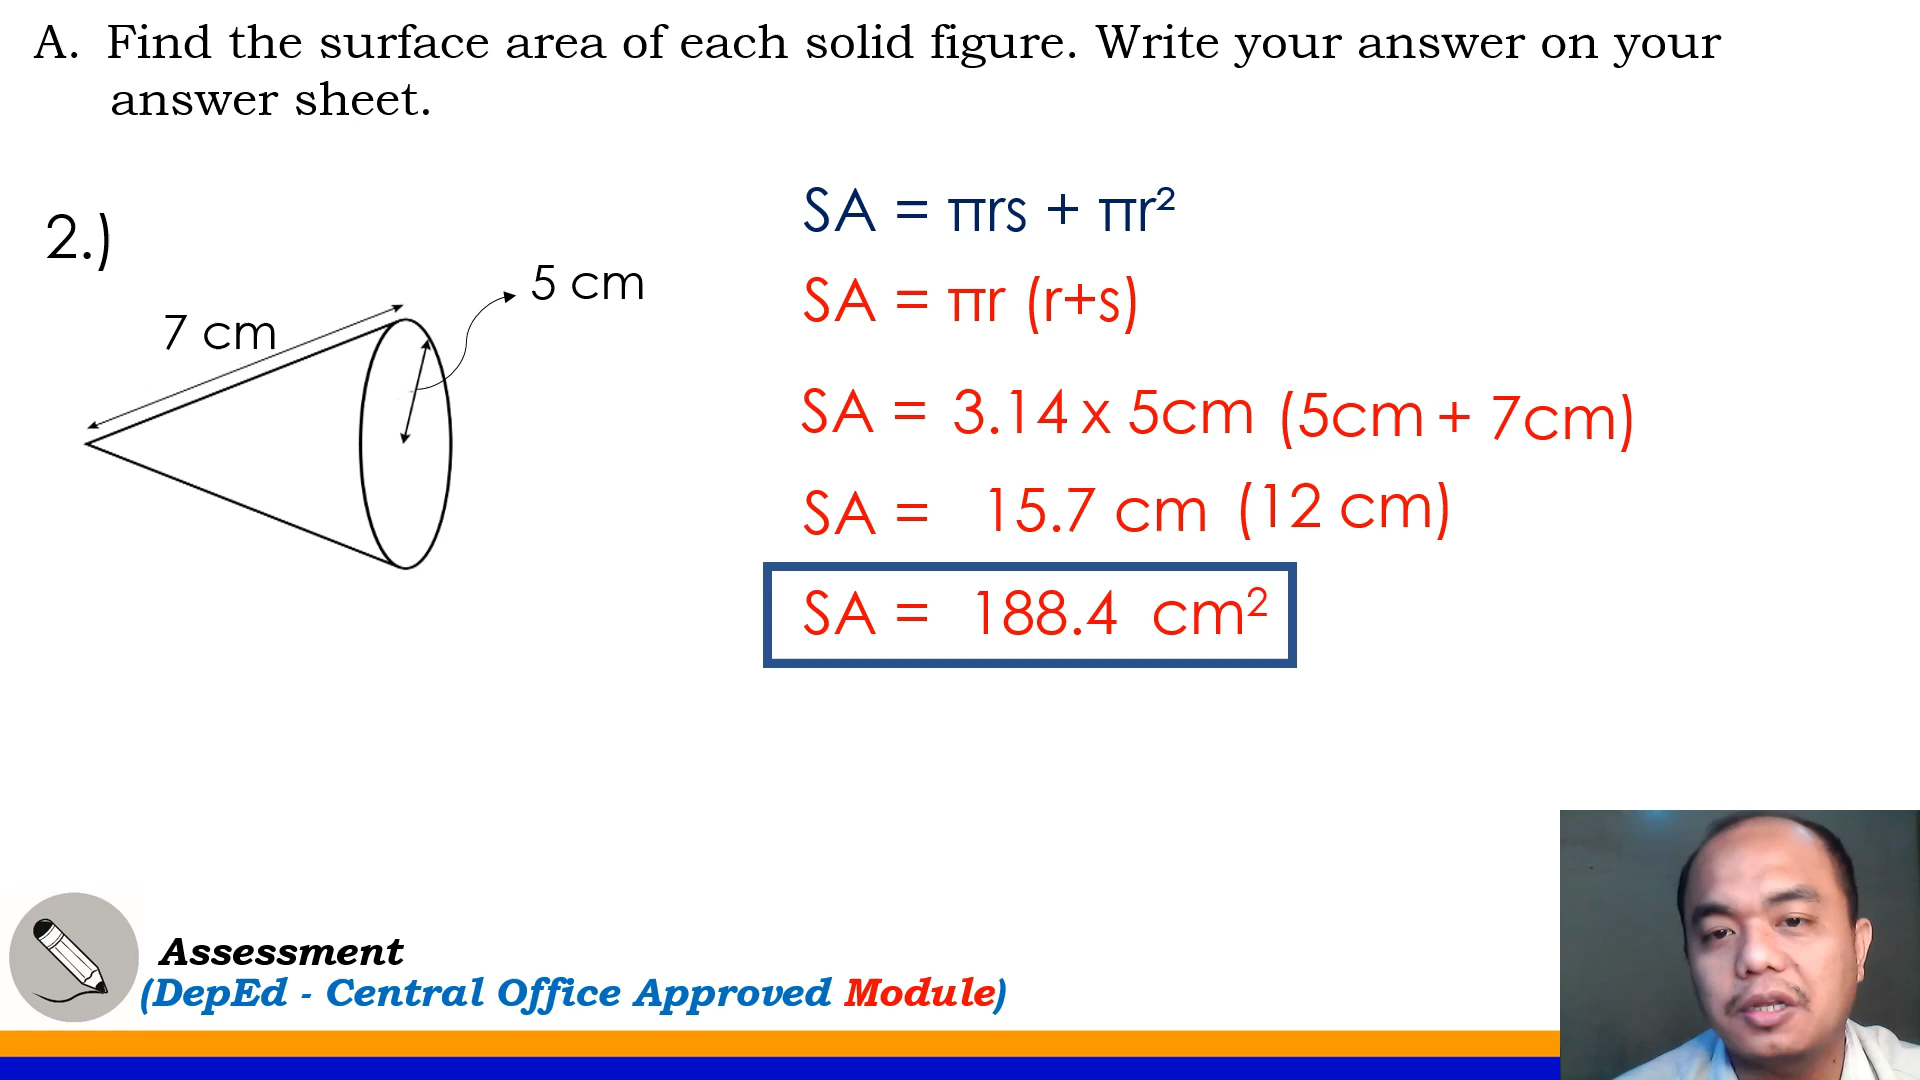 A. Find the surface area of each solid figure. Write your answer on your
answer sheet.
2.)
7 cm
5 cm
SA = πrs + πr²
SA = πr (r+s)
SA = 3.14 x 5cm (5cm + 7cm)
SA = 15.7 cm (12 cm)
SA = 188.4 cm²
Assessment
(DepEd - Central Office Approved Module)